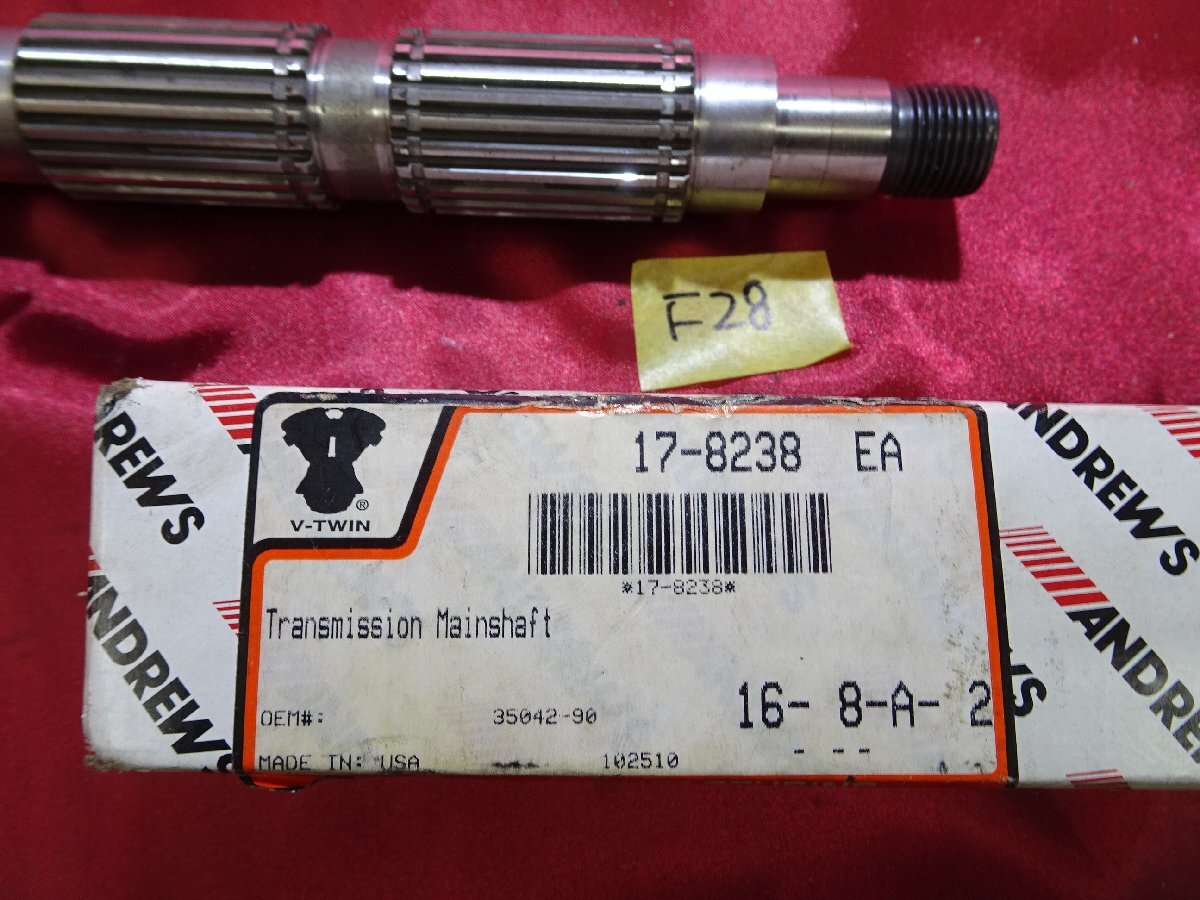 F28
ANDREWS
ANDREWS
ANDREWS
ANDREWS
V-TWIN
®
17-8238 EA
*17-8238*
Transmission Mainshaft
OEM#: 35042-90
16- 8-A- 2
- --
MADE IN: USA 102510